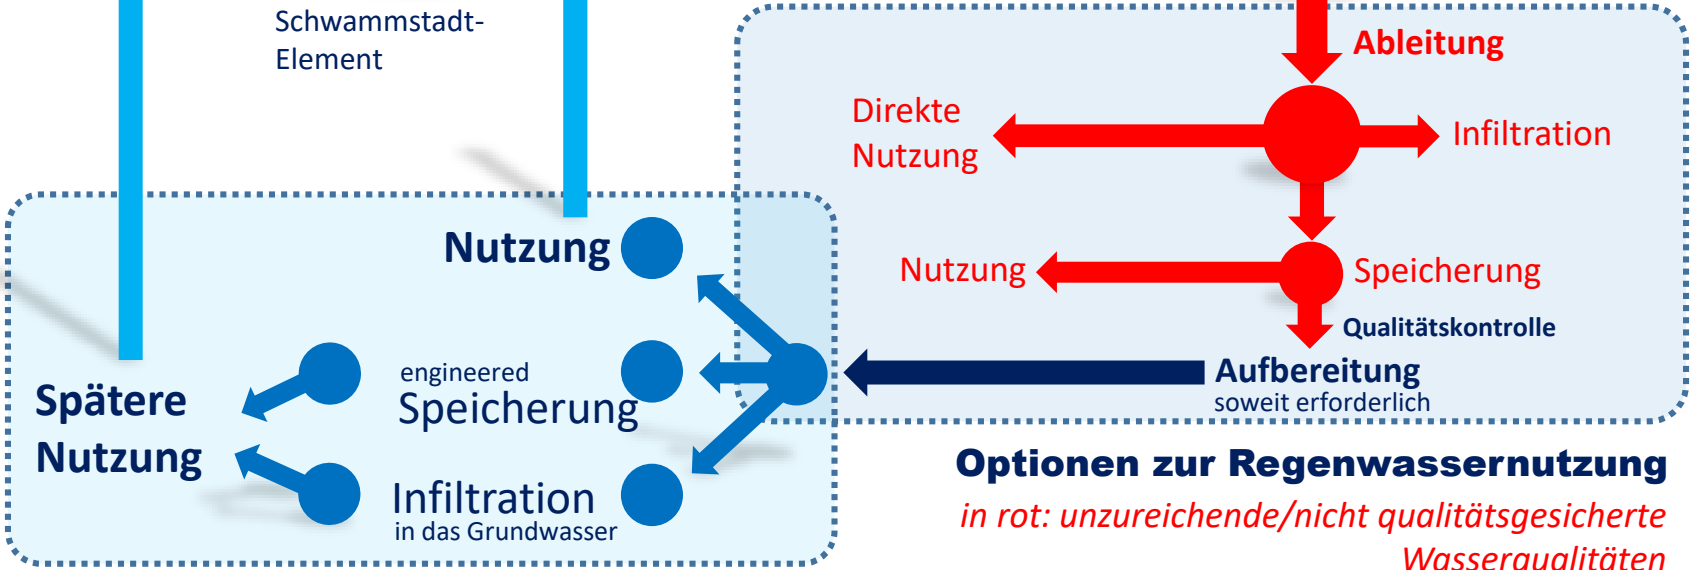 Schwammstadt-
Element
Ableitung
Direkte
Nutzung
Infiltration
Nutzung
Nutzung
Speicherung
Qualitätskontrolle
Aufbereitung
soweit erforderlich
engineered
Speicherung
Spätere
Nutzung
Infiltration
in das Grundwasser
Optionen zur Regenwassernutzung
in rot: unzureichende/nicht qualitätsgesicherte
Wasserqualitäten